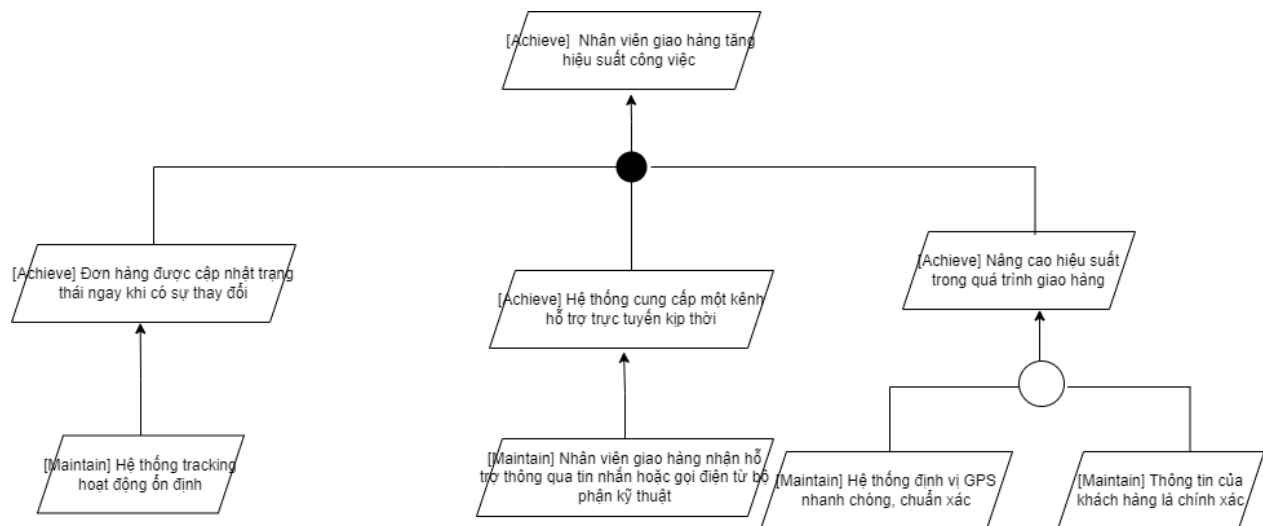 [Achieve] Nhân viên giao hàng tăng
hiệu suất công việc
[Achieve] Đơn hàng được cập nhật trạng
thái ngay khi có sự thay đổi
[Achieve] Hệ thống cung cấp một kênh
hỗ trợ trực tuyến kịp thời
[Achieve] Nâng cao hiệu suất
trong quá trình giao hàng
[Maintain] Hệ thống tracking
hoạt động ổn định
[Maintain] Nhân viên giao hàng nhận hỗ
trợ thông qua tin nhắn hoặc gọi điện từ bộ
phận kỹ thuật
[Maintain] Hệ thống định vị GPS
nhanh chóng, chuẩn xác
[Maintain] Thông tin của
khách hàng là chính xác